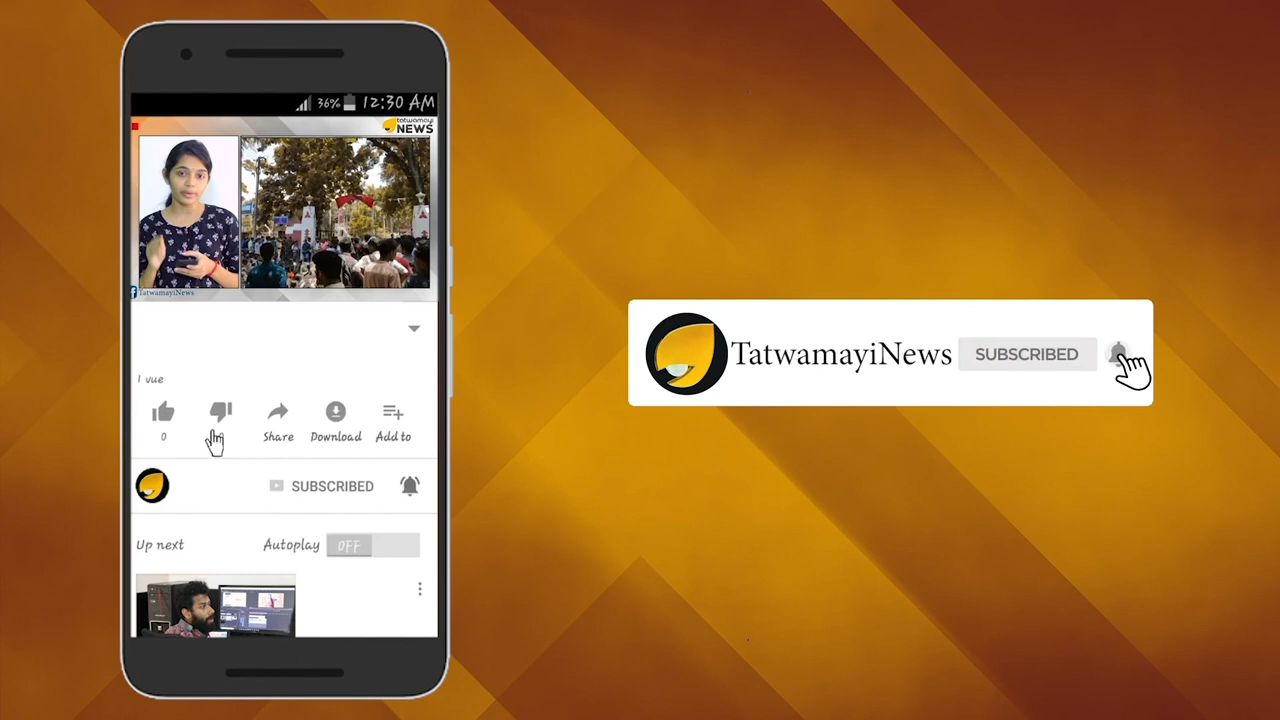 36% 12:30 AM
tatwamayi
NEWS
TatwamayiNews
1 vue
0
Share
Download
Add to
SUBSCRIBED
Up next
Autoplay
OFF
TatwamayiNews
SUBSCRIBED